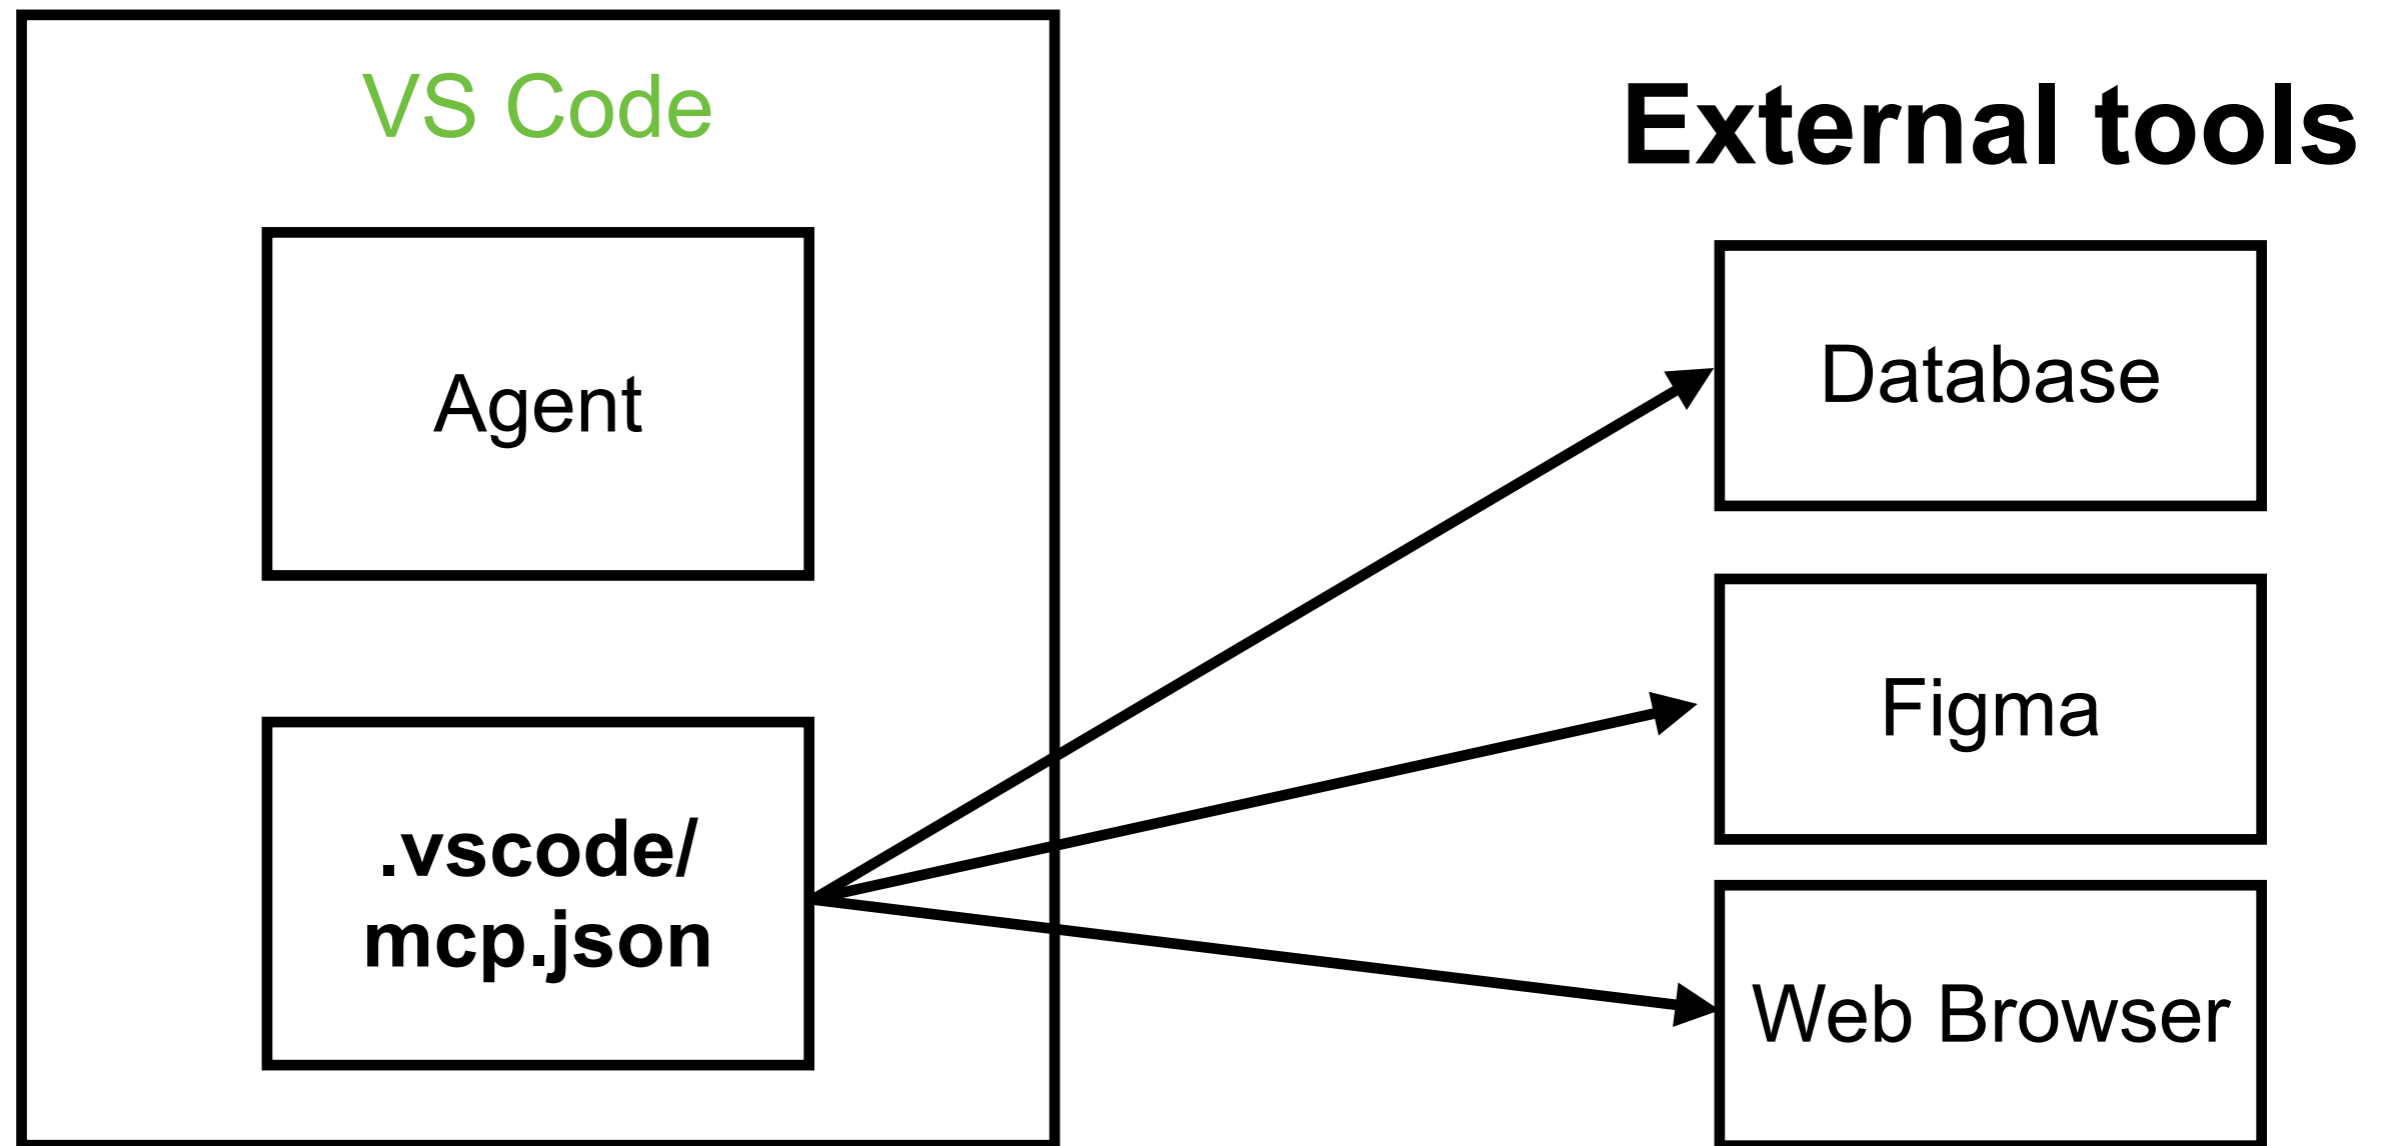 VS Code
External tools
Agent
Database
Figma
.vscode/
mcp.json
Web Browser